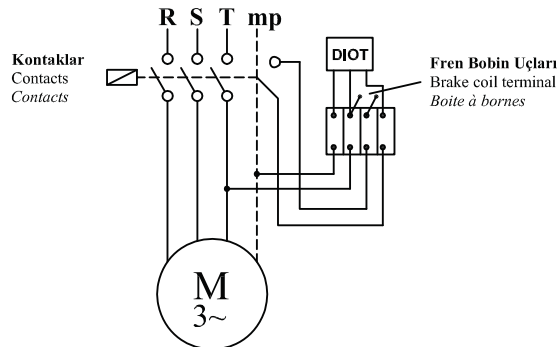 R S T mp
Kontaklar
Contacts
Contacts
DIOT
Fren Bobin Uçları
Brake coil terminal
Boite à bornes
M
3~